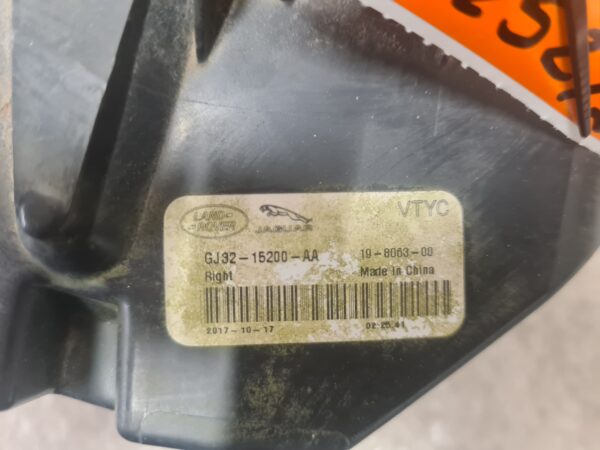 LAND-
ROVER
JAGUAR
VTYC
GJ32-15200-AA
19-8063-00
Right
Made in China
2017-10-17